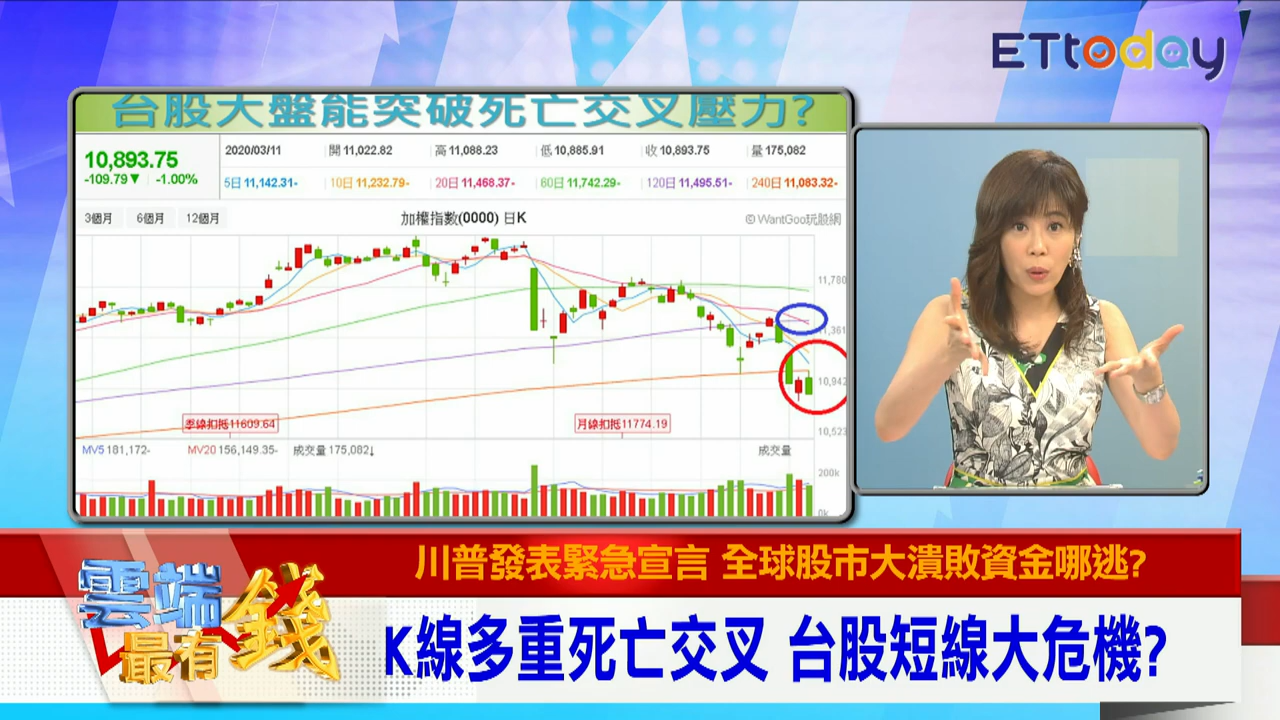 ETtoday
台股大盤能突破死亡交叉壓力?
10,893.75
-109.79▼ -1.00%
2020/03/11 開 11,022.82 高 11,088.23 低 10,885.91 收 10,893.75 量 175,082
5日 11,142.31- 10日 11,232.79- 20日 11,468.37- 60日 11,742.29- 120日 11,495.51- 240日 11,083.32-
3個月 6個月 12個月 加權指數(0000) 日K © WantGoo玩股網
11,780
11,361
10,942
季線扣抵11609.64 月線扣抵11774.19
10,523
MV5 181,172- MV20 156,149.35- 成交量 175,082↓ 成交量
200k
0k
川普發表緊急宣言 全球股市大潰敗資金哪逃?
雲端
最有錢
K線多重死亡交叉 台股短線大危機?